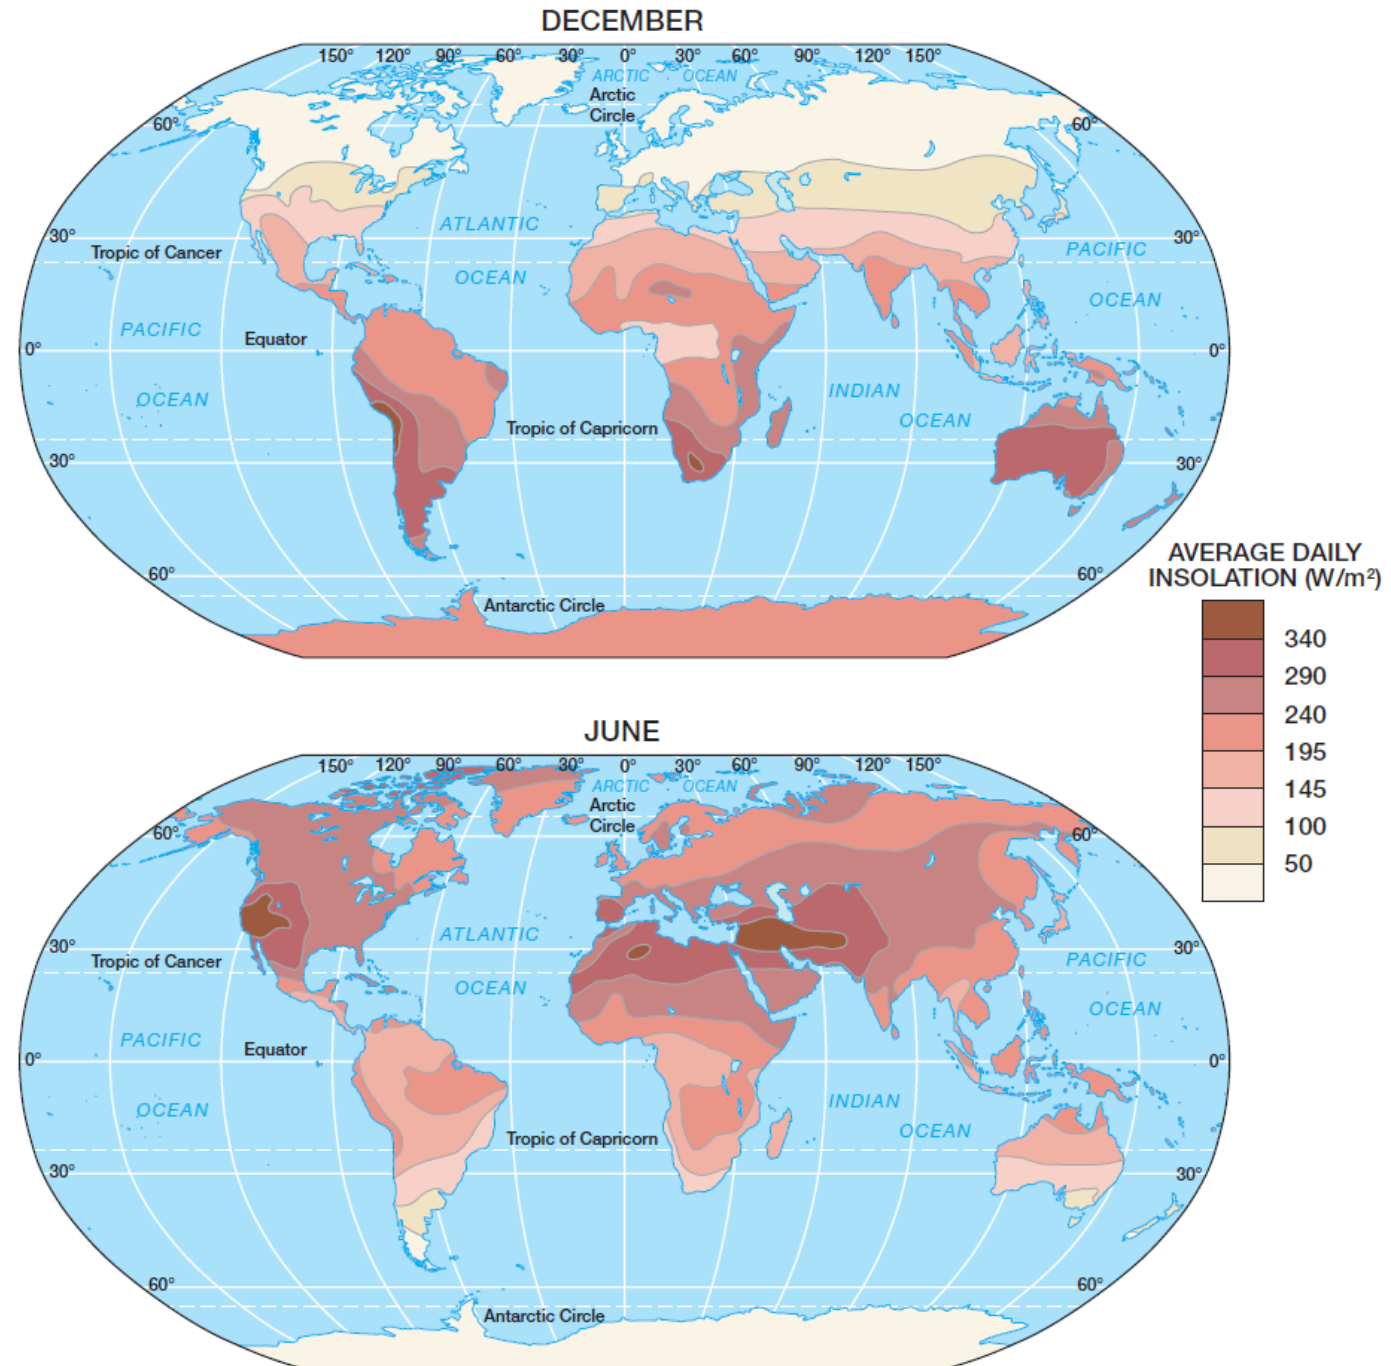 DECEMBER
150° 120° 90° 60° 30° 0° 30° 60° 90° 120° 150°
ARCTIC OCEAN
Arctic
Circle
60° 60°
ATLANTIC
30° 30°
Tropic of Cancer
PACIFIC
OCEAN
OCEAN
PACIFIC
Equator
0° 0°
OCEAN
INDIAN
OCEAN
Tropic of Capricorn
30° 30°
60° 60°
Antarctic Circle
AVERAGE DAILY
INSOLATION (W/m²)
340
290
240
195
145
100
50
JUNE
150° 120° 90° 60° 30° 0° 30° 60° 90° 120° 150°
ARCTIC OCEAN
Arctic
Circle
60° 60°
ATLANTIC
30° 30°
Tropic of Cancer
PACIFIC
OCEAN
OCEAN
PACIFIC
Equator
0° 0°
OCEAN
INDIAN
OCEAN
Tropic of Capricorn
30° 30°
60° 60°
Antarctic Circle